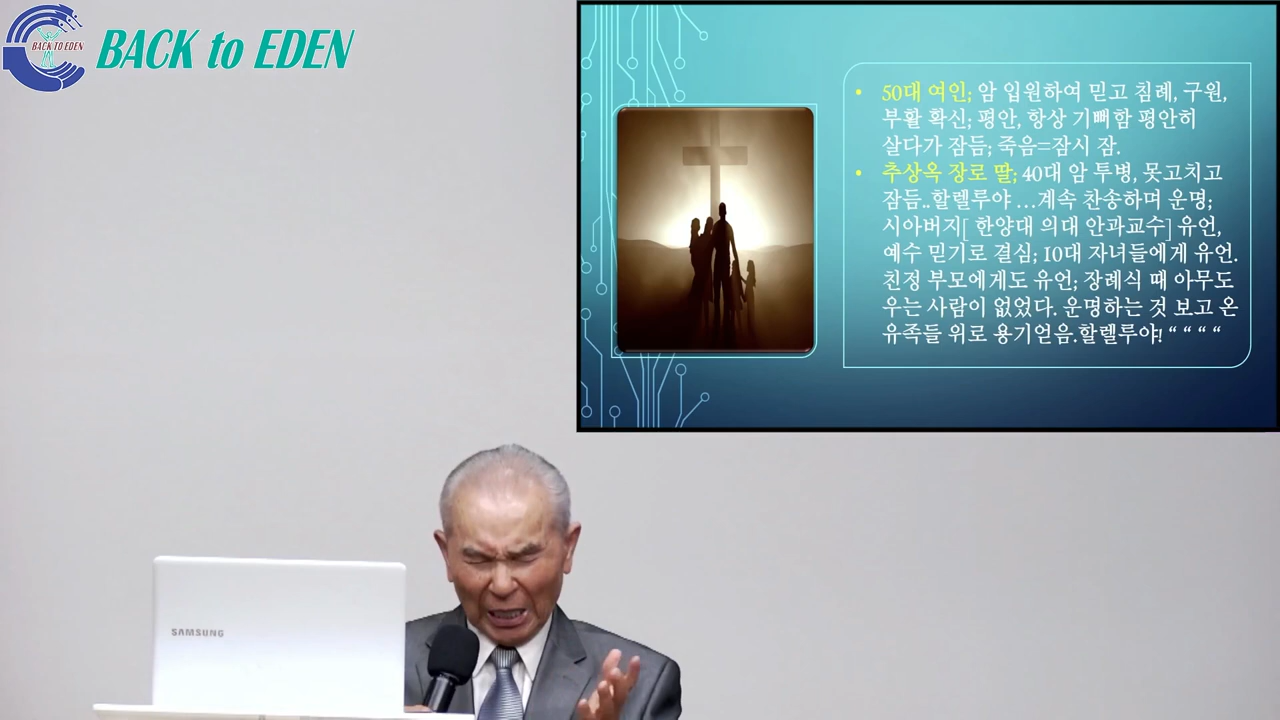 BACK TO EDEN
BACK to EDEN
• 50대 여인; 암 입원하여 믿고 침례, 구원,
부활 확신; 평안, 항상 기뻐함 평안히
살다가 잠듬; 죽음=잠시 잠.
• 추상옥 장로 딸; 40대 암 투병, 못고치고
잠듬..할렐루야 …계속 찬송하며 운명;
시아버지[ 한양대 의대 안과교수] 유언,
예수 믿기로 결심; 10대 자녀들에게 유언.
친정 부모에게도 유언; 장례식 때 아무도
우는 사람이 없었다. 운명하는 것 보고 온
유족들 위로 용기얻음.할렐루야! “ “ “ “
SAMSUNG